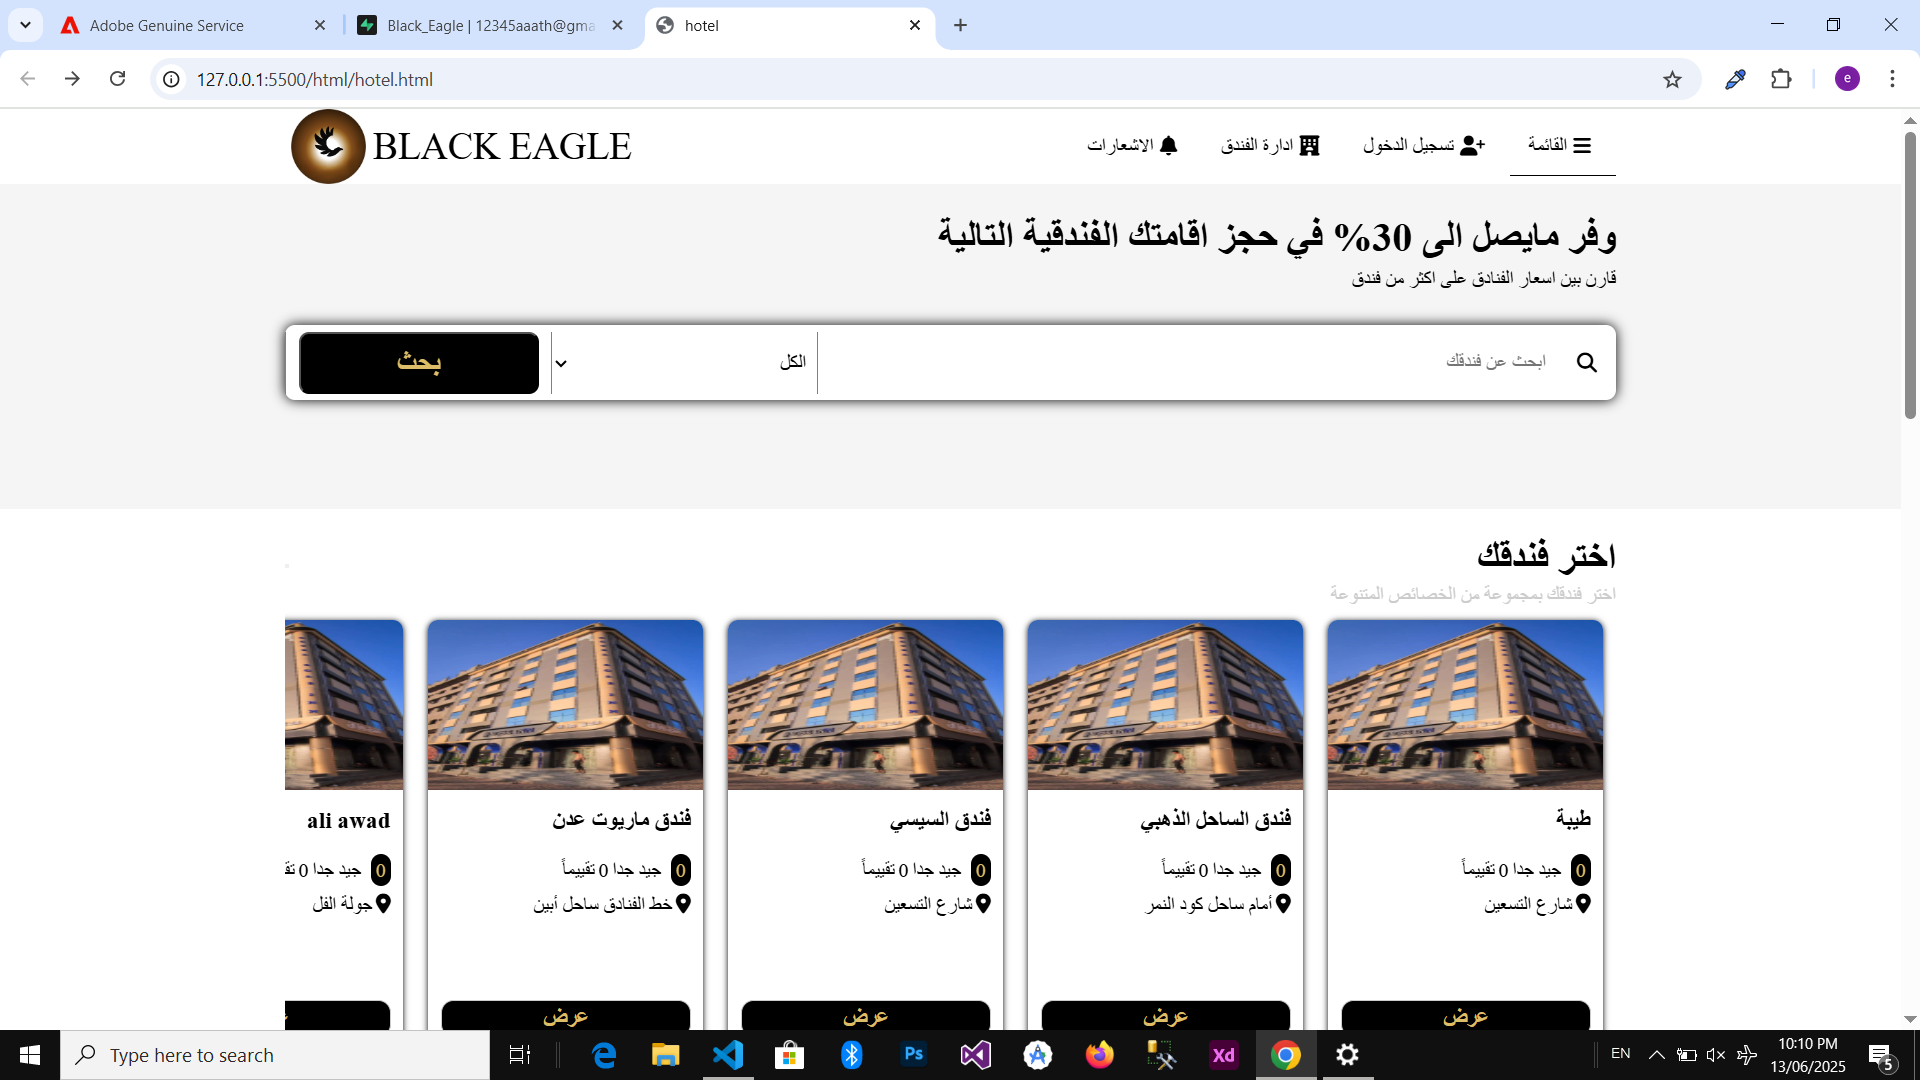 Adobe Genuine Service
Black_Eagle | 12345aaath@gma
hotel
127.0.0.1:5500/html/hotel.html
e
BLACK EAGLE
القائمة
تسجيل الدخول
ادارة الفندق
الاشعارات
وفر مايصل الى 30% في حجز اقامتك الفندقية التالية
قارن بين اسعار الفنادق على اكثر من فندق
ابحث عن فندقك
الكل
بحث
اختر فندقك
اختر فندقك بمجموعة من الخصائص المتنوعة
طيبة
0 جيد جدا 0 تقييماً
شارع التسعين
عرض
فندق الساحل الذهبي
0 جيد جدا 0 تقييماً
أمام ساحل كود النمر
عرض
فندق السيسي
0 جيد جدا 0 تقييماً
شارع التسعين
عرض
فندق ماريوت عدن
0 جيد جدا 0 تقييماً
خط الفنادق ساحل أبين
عرض
ali awad
0 جيد جدا 0 تق
جولة الفل
Type here to search
Ps
Xd
EN
10:10 PM
13/06/2025
5